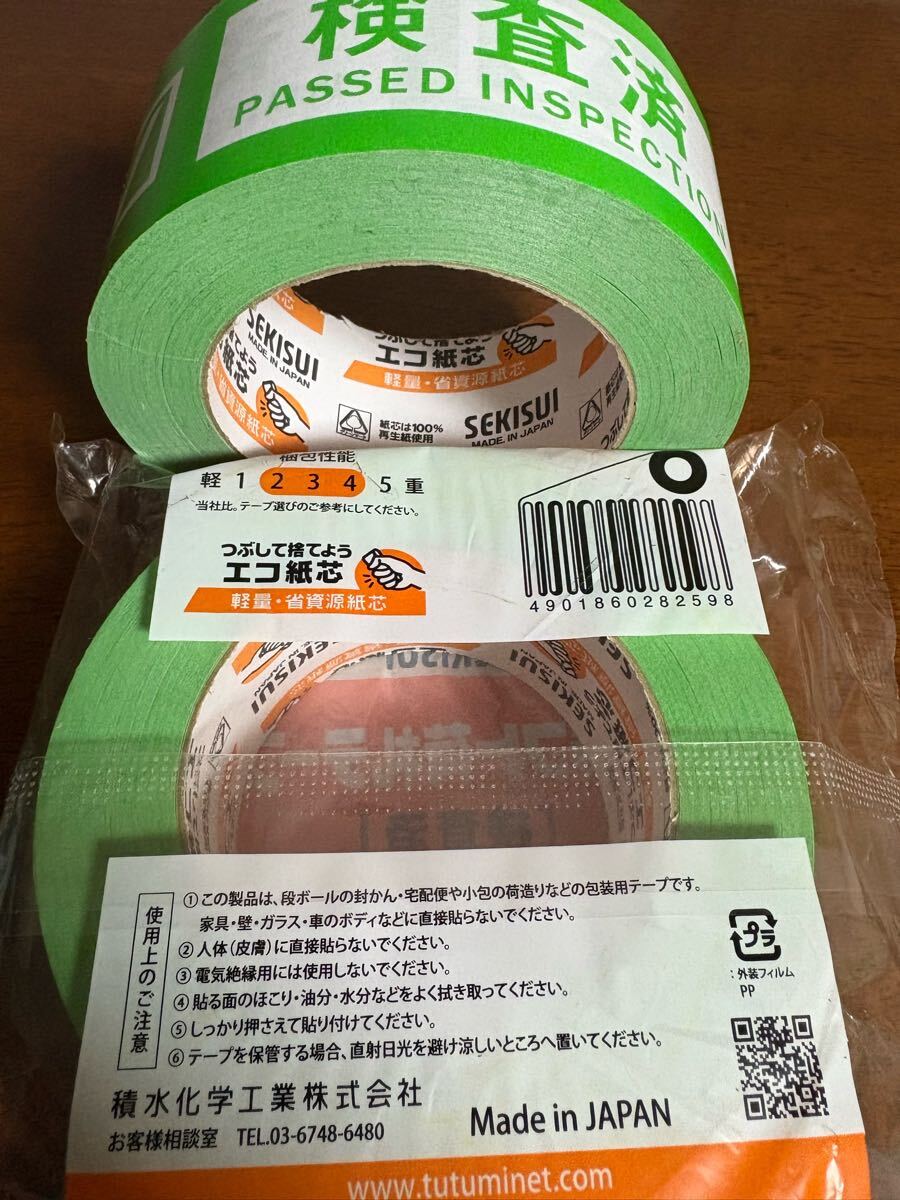 検査済
PASSED INSPECTION
SEKISUI
MADE IN JAPAN
つぶして捨てよう
エコ紙芯
軽量・省資源紙芯
紙芯は100%
再生紙使用
SEKISUI
MADE IN JAPAN
エコ紙芯
省資源紙芯
梱包性能
軽 1 2 3 4 5 重
当社比。テープ選びのご参考にしてください。
つぶして捨てよう
エコ紙芯
軽量・省資源紙芯
4901860282598
SEKISUI
SEKISUI
使用上のご注意
①この製品は、段ボールの封かん・宅配便や小包の荷造りなどの包装用テープです。
家具・壁・ガラス・車のボディなどに直接貼らないでください。
②人体(皮膚)に直接貼らないでください。
③電気絶縁用には使用しないでください。
④貼る面のほこり・油分・水分などをよく拭き取ってください。
⑤しっかり押さえて貼り付けてください。
⑥テープを保管する場合、直射日光を避け涼しいところへ置いてください。
プラ
:外装フィルム
PP
積水化学工業株式会社
お客様相談室 TEL.03-6748-6480
Made in JAPAN
www.tutuminet.com